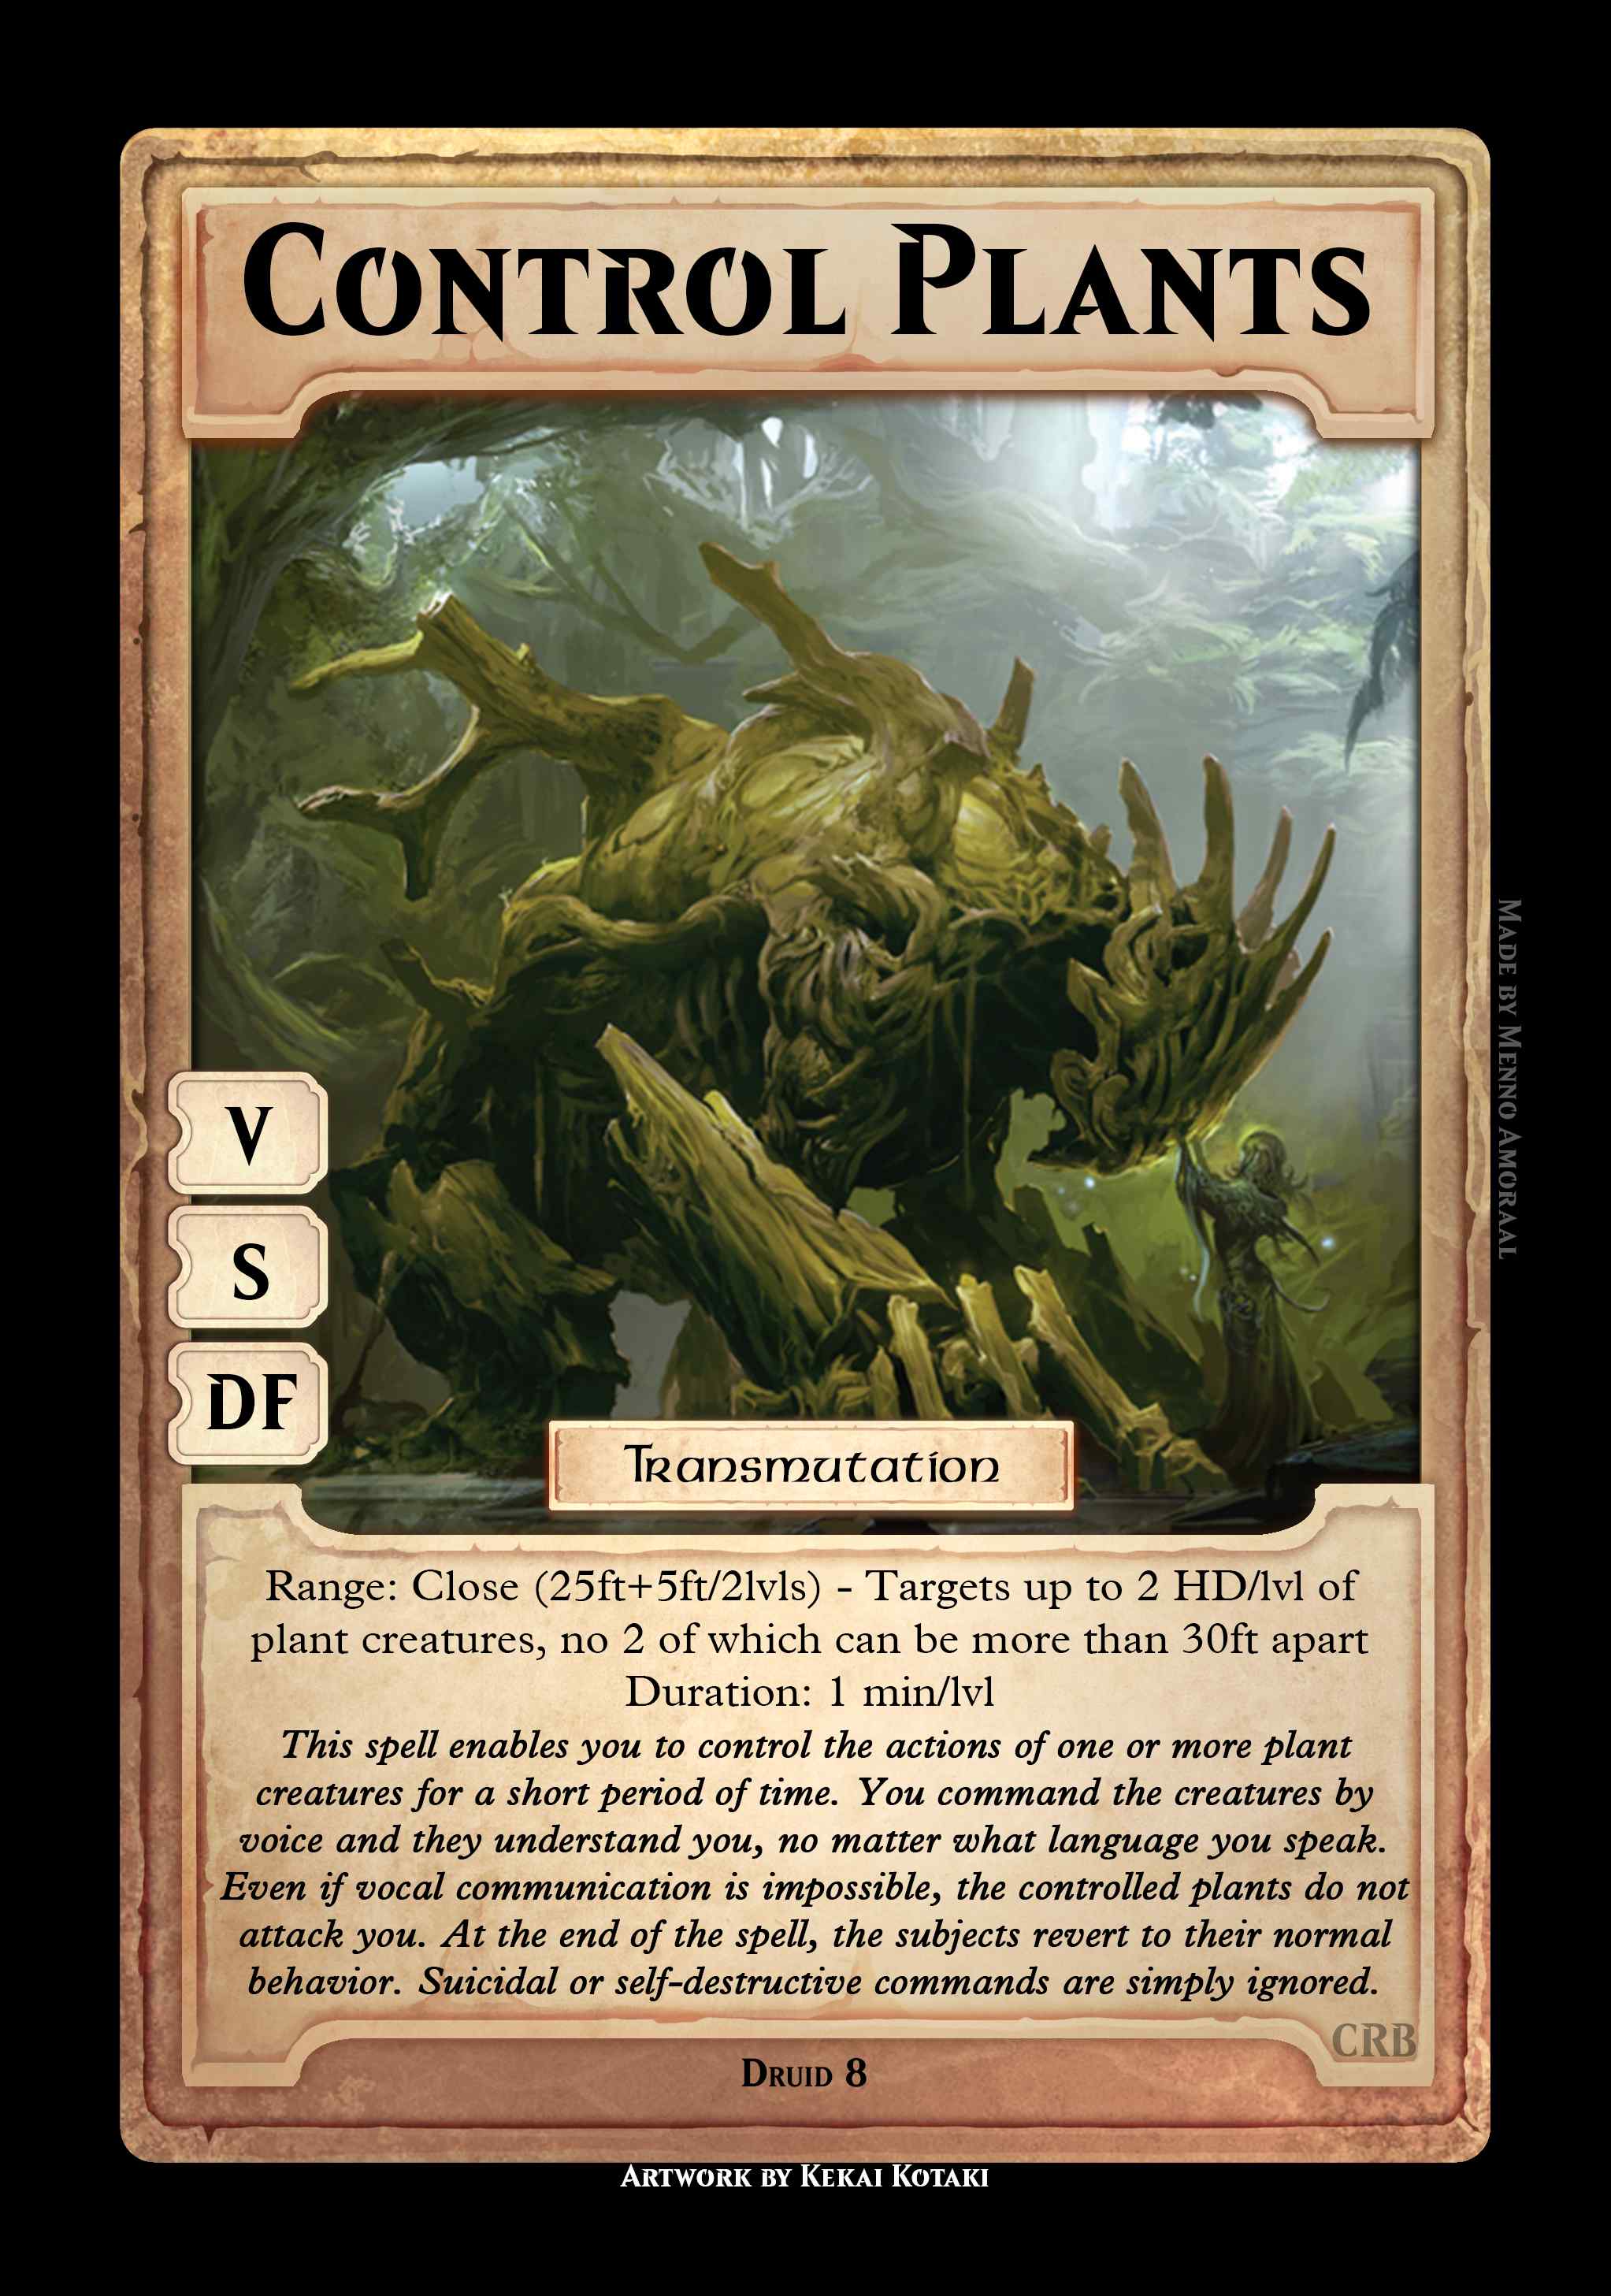 Control Plants
V
S
DF
Transmutation
Range: Close (25ft+5ft/2lvls) - Targets up to 2 HD/lvl of
plant creatures, no 2 of which can be more than 30ft apart
Duration: 1 min/lvl
This spell enables you to control the actions of one or more plant
creatures for a short period of time. You command the creatures by
voice and they understand you, no matter what language you speak.
Even if vocal communication is impossible, the controlled plants do not
attack you. At the end of the spell, the subjects revert to their normal
behavior. Suicidal or self-destructive commands are simply ignored.
CRB
Druid 8
Artwork by Kekai Kotaki
Made by Menno Amoraal